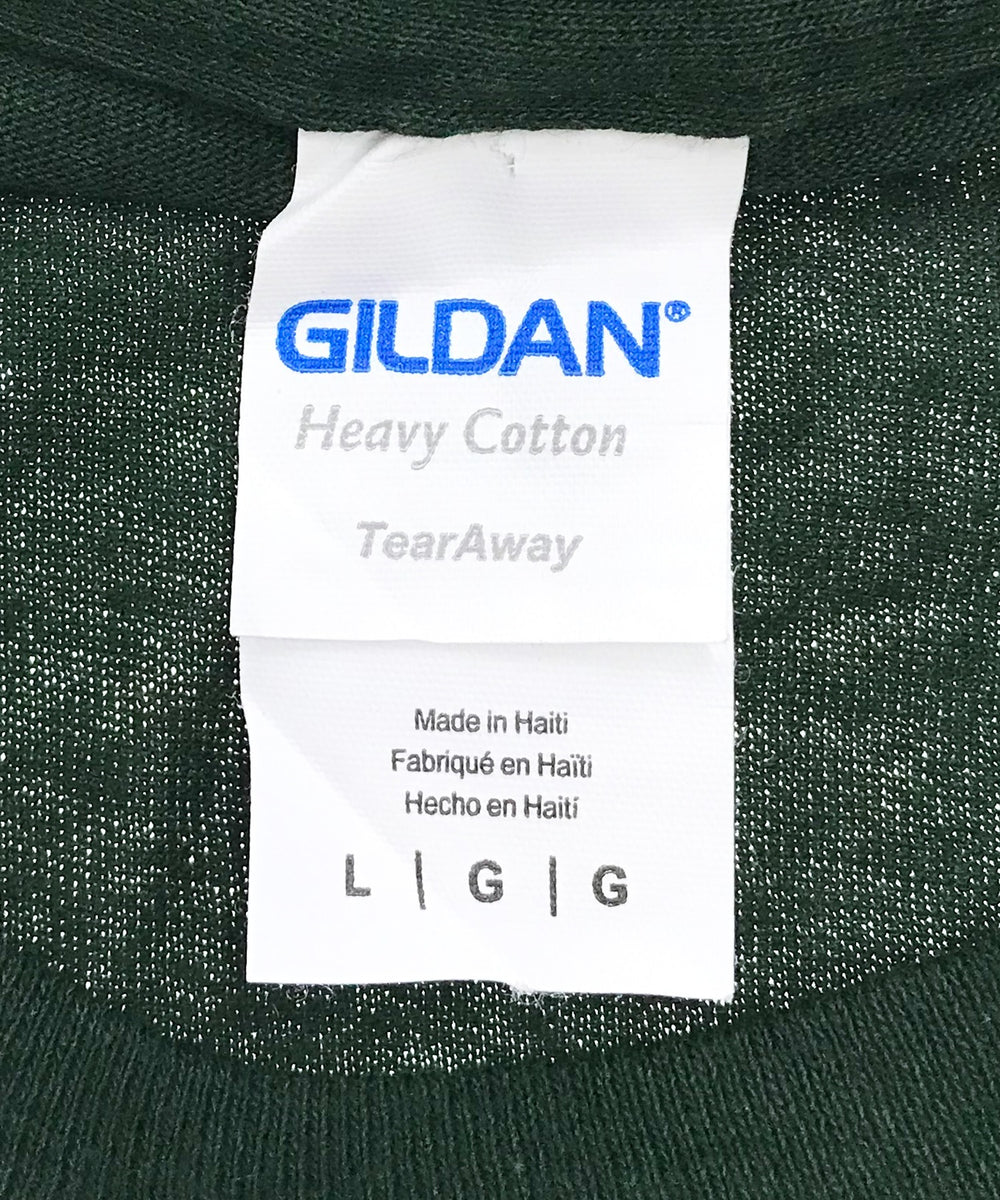 GILDAN®
Heavy Cotton
TearAway
Made in Haiti
Fabriqué en Haïti
Hecho en Haití
L | G | G